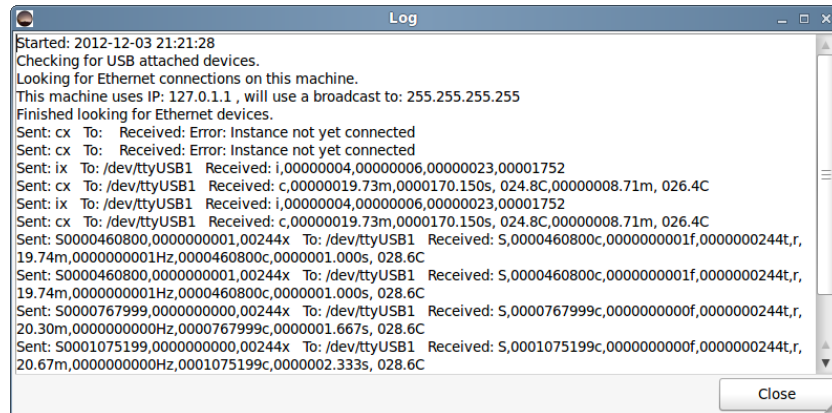 Log
Started: 2012-12-03 21:21:28
Checking for USB attached devices.
Looking for Ethernet connections on this machine.
This machine uses IP: 127.0.1.1 , will use a broadcast to: 255.255.255.255
Finished looking for Ethernet devices.
Sent: cx   To:    Received: Error: Instance not yet connected
Sent: cx   To:    Received: Error: Instance not yet connected
Sent: ix   To: /dev/ttyUSB1   Received: i,00000004,00000006,00000023,00001752
Sent: cx   To: /dev/ttyUSB1   Received: c,00000019.73m,0000170.150s, 024.8C,00000008.71m, 026.4C
Sent: ix   To: /dev/ttyUSB1   Received: i,00000004,00000006,00000023,00001752
Sent: cx   To: /dev/ttyUSB1   Received: c,00000019.73m,0000170.150s, 024.8C,00000008.71m, 026.4C
Sent: S0000460800,0000000001,00244x   To: /dev/ttyUSB1   Received: S,0000460800c,0000000001f,0000000244t,r,
19.74m,0000000001Hz,0000460800c,0000001.000s, 028.6C
Sent: S0000460800,0000000001,00244x   To: /dev/ttyUSB1   Received: S,0000460800c,0000000001f,0000000244t,r,
19.74m,0000000001Hz,0000460800c,0000001.000s, 028.6C
Sent: S0000767999,0000000000,00244x   To: /dev/ttyUSB1   Received: S,0000767999c,0000000000f,0000000244t,r,
20.30m,0000000000Hz,0000767999c,0000001.667s, 028.6C
Sent: S0001075199,0000000000,00244x   To: /dev/ttyUSB1   Received: S,0001075199c,0000000000f,0000000244t,r,
20.67m,0000000000Hz,0001075199c,0000002.333s, 028.6C
Close